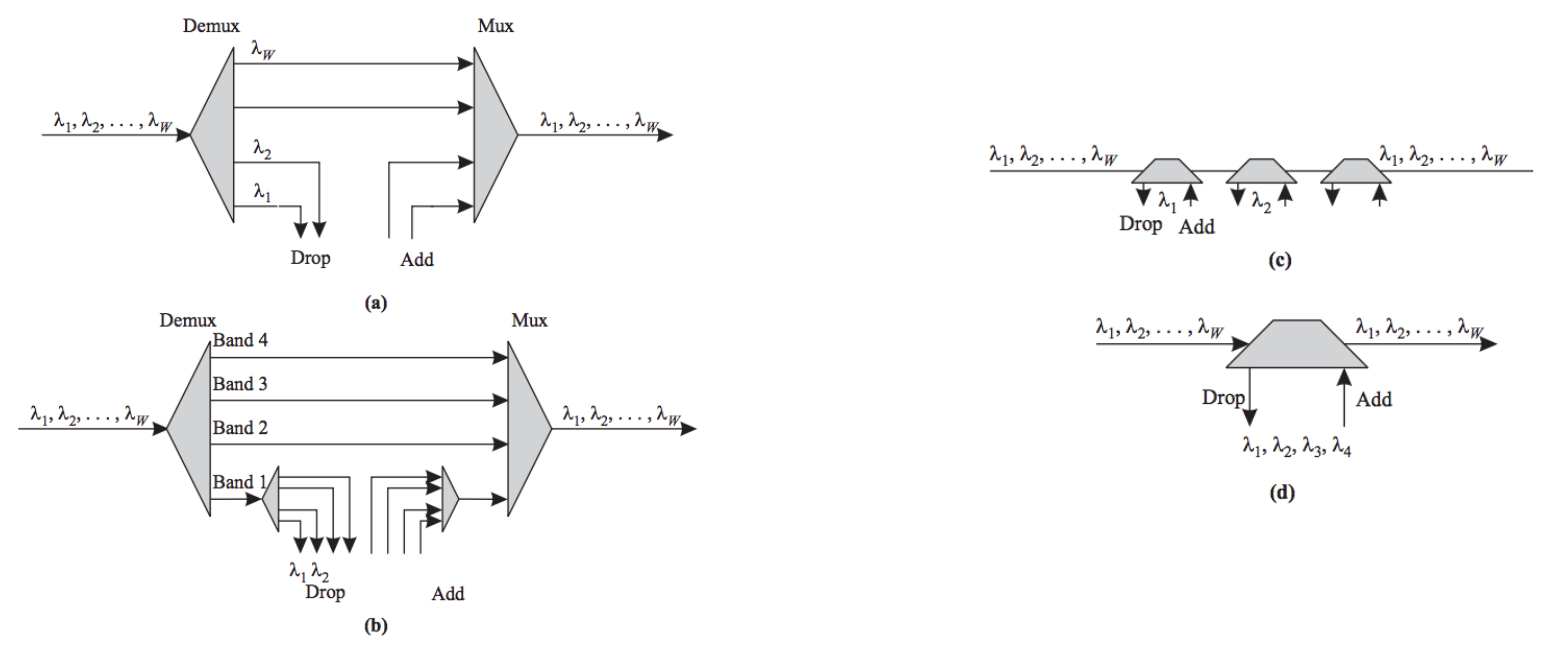 Demux Mux
λW
λ1, λ2, . . . , λW λ1, λ2, . . . , λW
λ2
λ1
Drop Add
(a)
Demux Mux
Band 4
Band 3
λ1, λ2, . . . , λW λ1, λ2, . . . , λW
Band 2
Band 1
λ1 λ2
Drop Add
(b)
λ1, λ2, . . . , λW λ1, λ2, . . . , λW
λ1 λ2
Drop Add
(c)
λ1, λ2, . . . , λW λ1, λ2, . . . , λW
Drop Add
λ1, λ2, λ3, λ4
(d)